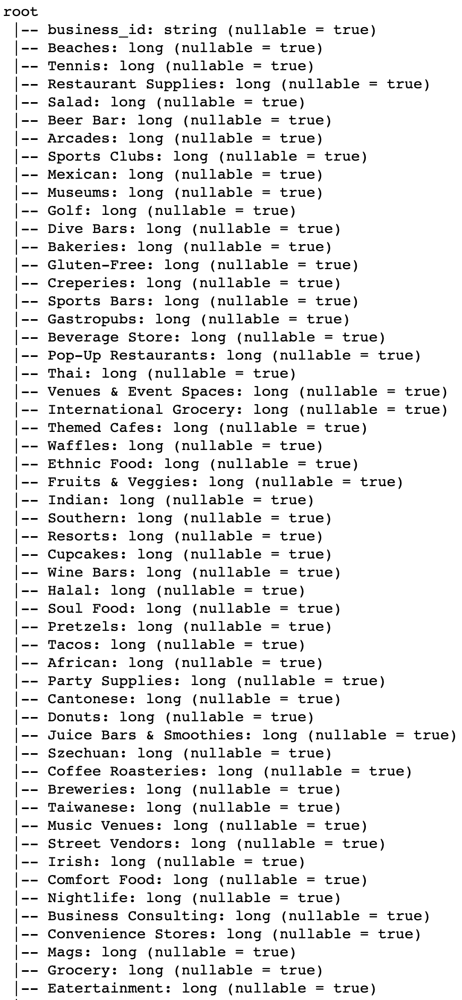 root
 |-- business_id: string (nullable = true)
 |-- Beaches: long (nullable = true)
 |-- Tennis: long (nullable = true)
 |-- Restaurant Supplies: long (nullable = true)
 |-- Salad: long (nullable = true)
 |-- Beer Bar: long (nullable = true)
 |-- Arcades: long (nullable = true)
 |-- Sports Clubs: long (nullable = true)
 |-- Mexican: long (nullable = true)
 |-- Museums: long (nullable = true)
 |-- Golf: long (nullable = true)
 |-- Dive Bars: long (nullable = true)
 |-- Bakeries: long (nullable = true)
 |-- Gluten-Free: long (nullable = true)
 |-- Creperies: long (nullable = true)
 |-- Sports Bars: long (nullable = true)
 |-- Gastropubs: long (nullable = true)
 |-- Beverage Store: long (nullable = true)
 |-- Pop-Up Restaurants: long (nullable = true)
 |-- Thai: long (nullable = true)
 |-- Venues & Event Spaces: long (nullable = true)
 |-- International Grocery: long (nullable = true)
 |-- Themed Cafes: long (nullable = true)
 |-- Waffles: long (nullable = true)
 |-- Ethnic Food: long (nullable = true)
 |-- Fruits & Veggies: long (nullable = true)
 |-- Indian: long (nullable = true)
 |-- Southern: long (nullable = true)
 |-- Resorts: long (nullable = true)
 |-- Cupcakes: long (nullable = true)
 |-- Wine Bars: long (nullable = true)
 |-- Halal: long (nullable = true)
 |-- Soul Food: long (nullable = true)
 |-- Pretzels: long (nullable = true)
 |-- Tacos: long (nullable = true)
 |-- African: long (nullable = true)
 |-- Party Supplies: long (nullable = true)
 |-- Cantonese: long (nullable = true)
 |-- Donuts: long (nullable = true)
 |-- Juice Bars & Smoothies: long (nullable = true)
 |-- Szechuan: long (nullable = true)
 |-- Coffee Roasteries: long (nullable = true)
 |-- Breweries: long (nullable = true)
 |-- Taiwanese: long (nullable = true)
 |-- Music Venues: long (nullable = true)
 |-- Street Vendors: long (nullable = true)
 |-- Irish: long (nullable = true)
 |-- Comfort Food: long (nullable = true)
 |-- Nightlife: long (nullable = true)
 |-- Business Consulting: long (nullable = true)
 |-- Convenience Stores: long (nullable = true)
 |-- Mags: long (nullable = true)
 |-- Grocery: long (nullable = true)
 |-- Eatertainment: long (nullable = true)